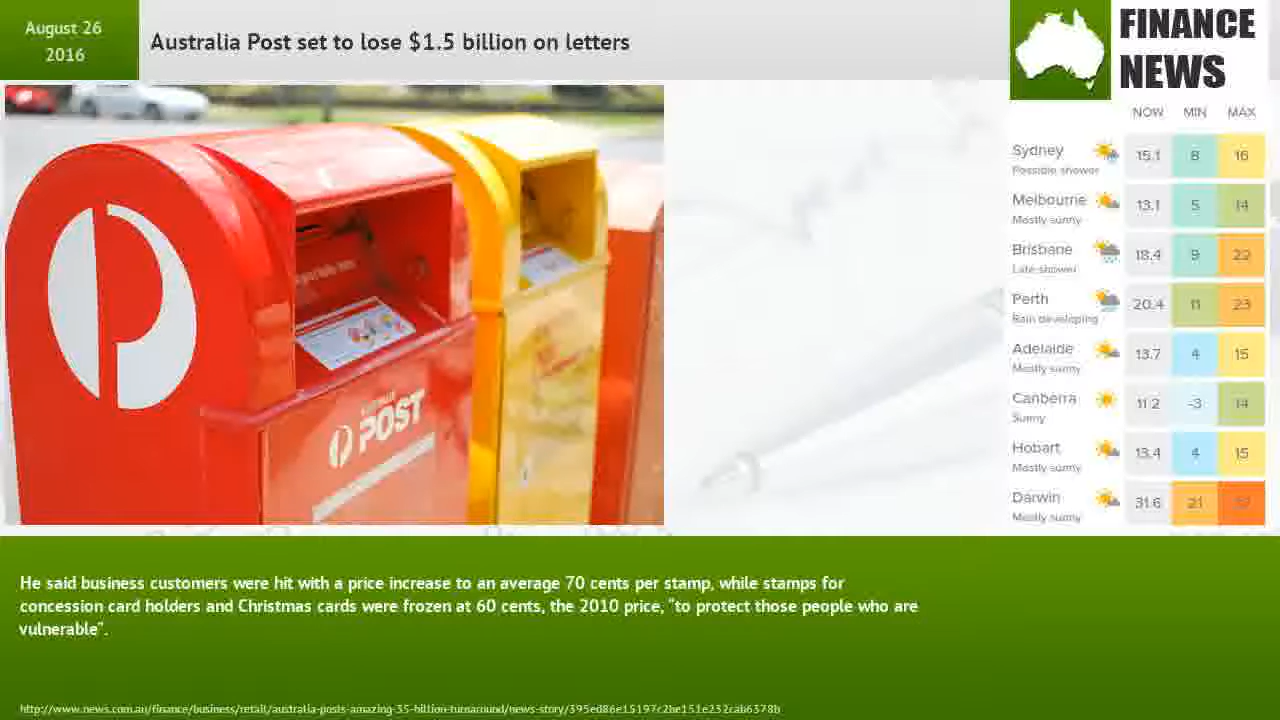 August 26
2016
Australia Post set to lose $1.5 billion on letters
FINANCE
NEWS
NOW MIN MAX
Sydney 15.1 8 16
Possible shower
Melbourne 13.1 5 14
Mostly sunny
Brisbane 18.4 9 22
Late shower
Perth 20.4 11 23
Rain developing
Adelaide 13.7 4 15
Mostly sunny
Canberra 11.2 -3 14
Sunny
Hobart 13.4 4 15
Mostly sunny
Darwin 31.6 21
Mostly sunny
POST
He said business customers were hit with a price increase to an average 70 cents per stamp, while stamps for
concession card holders and Christmas cards were frozen at 60 cents, the 2010 price, "to protect those people who are
vulnerable".
http://www.news.com.au/finance/business/retail/australia-posts-amazing-35-billion-turnaround/news-story/395ed86e15197c2be151e232cab6378b